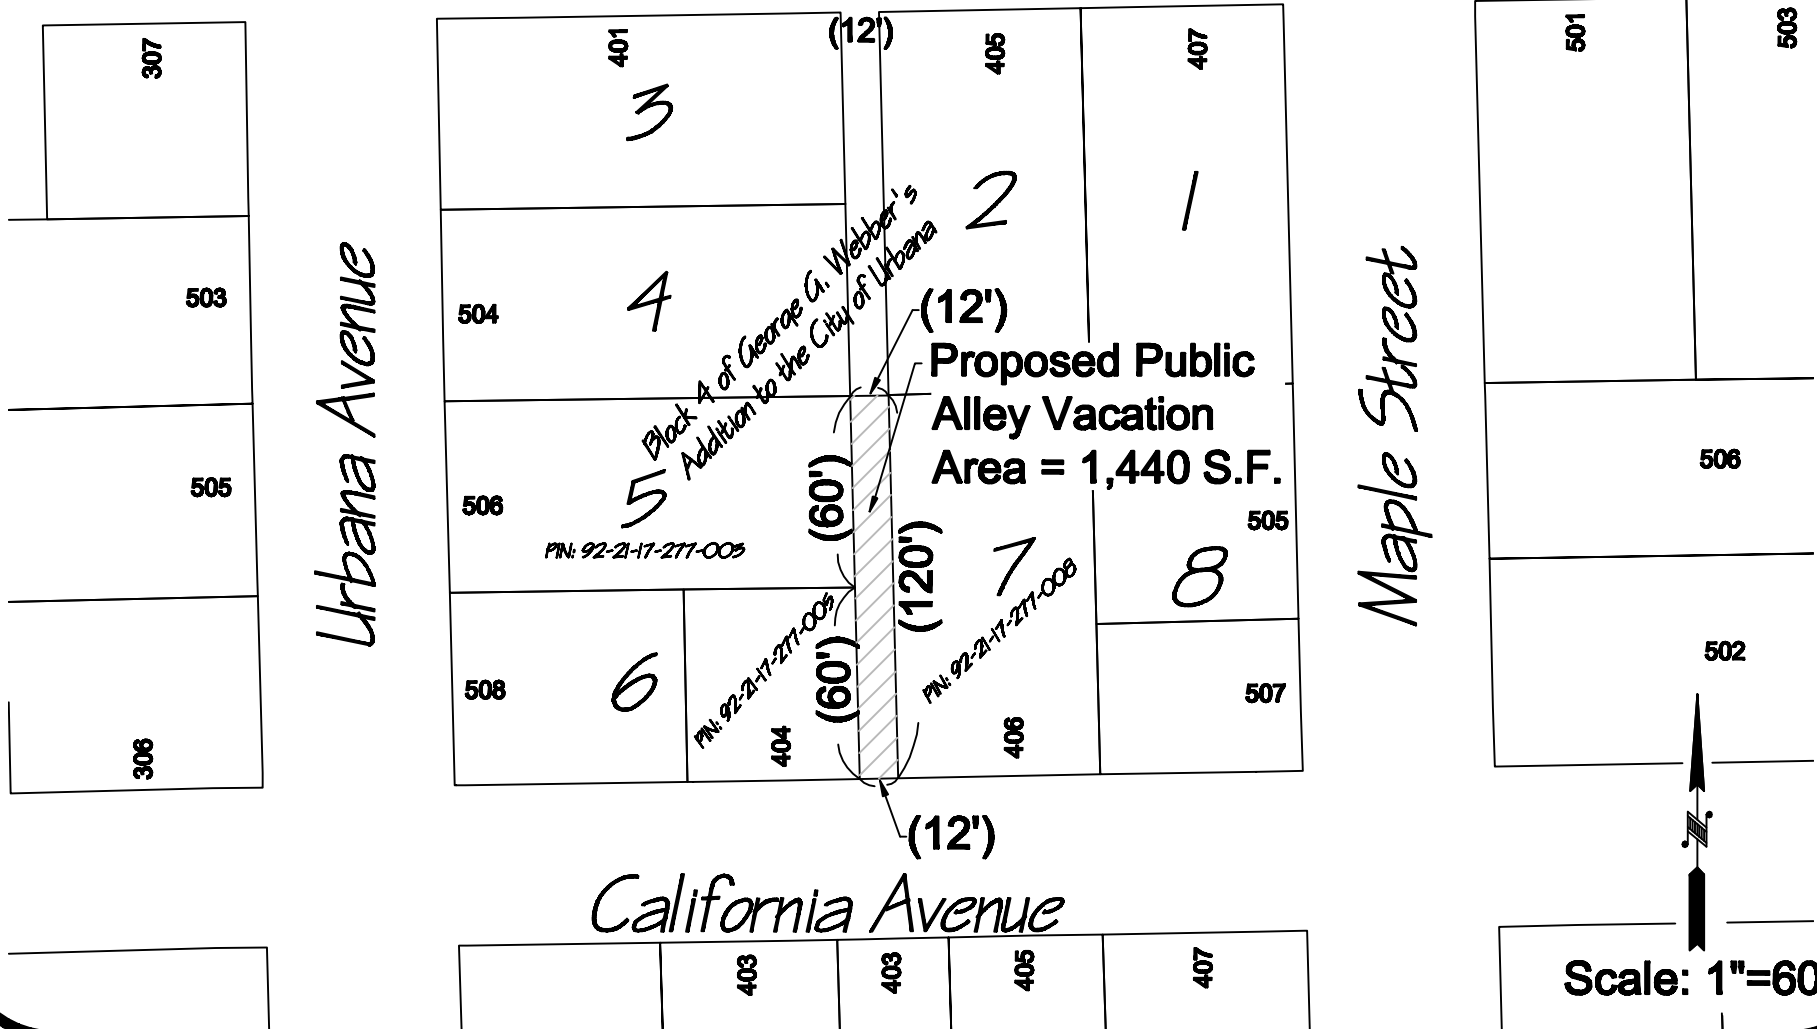 307
401
(12')
405
407
501
503
3
2
1
Urbana Avenue
503
504
4
Block 4 of George G. Webber's
Addition to the City of Urbana
(12')
Proposed Public
Alley Vacation
Area = 1,440 S.F.
Maple Street
505
506
5
PIN: 92-21-17-277-003
(60')
(120')
7
PIN: 92-21-17-277-008
8
505
506
306
508
6
PIN: 92-21-17-277-005
(60')
404
406
507
502
(12')
California Avenue
N
403
403
405
407
Scale: 1"=60